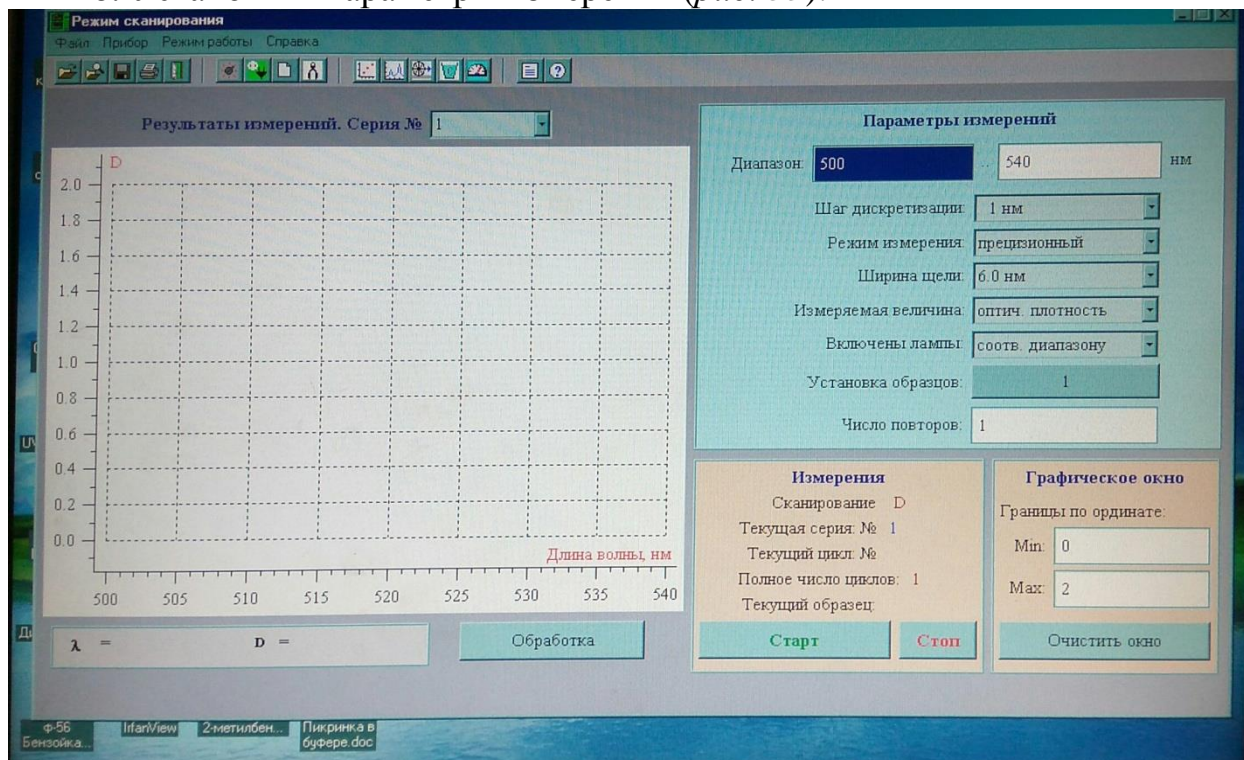 Режим сканирования
Файл Прибор Режим работы Справка
Результаты измерений. Серия № 1
D
2.0
1.8
1.6
1.4
1.2
1.0
0.8
0.6
0.4
0.2
0.0
Длина волны, нм
500 505 510 515 520 525 530 535 540
λ = D =
Обработка
Параметры измерений
Диапазон: 500 .. 540 нм
Шаг дискретизации: 1 нм
Режим измерения: прецизионный
Ширина щели: 6.0 нм
Измеряемая величина: оптич. плотность
Включены лампы: соотв. диапазону
Установка образцов: 1
Число повторов: 1
Измерения
Сканирование D
Текущая серия: № 1
Текущий цикл: №
Полное число циклов: 1
Текущий образец:
Старт Стоп
Графическое окно
Границы по ординате:
Min: 0
Max: 2
Очистить окно
ф-56
Бензойка...
IrfanView
2-метилбен...
Пикринка в
буфере.doc